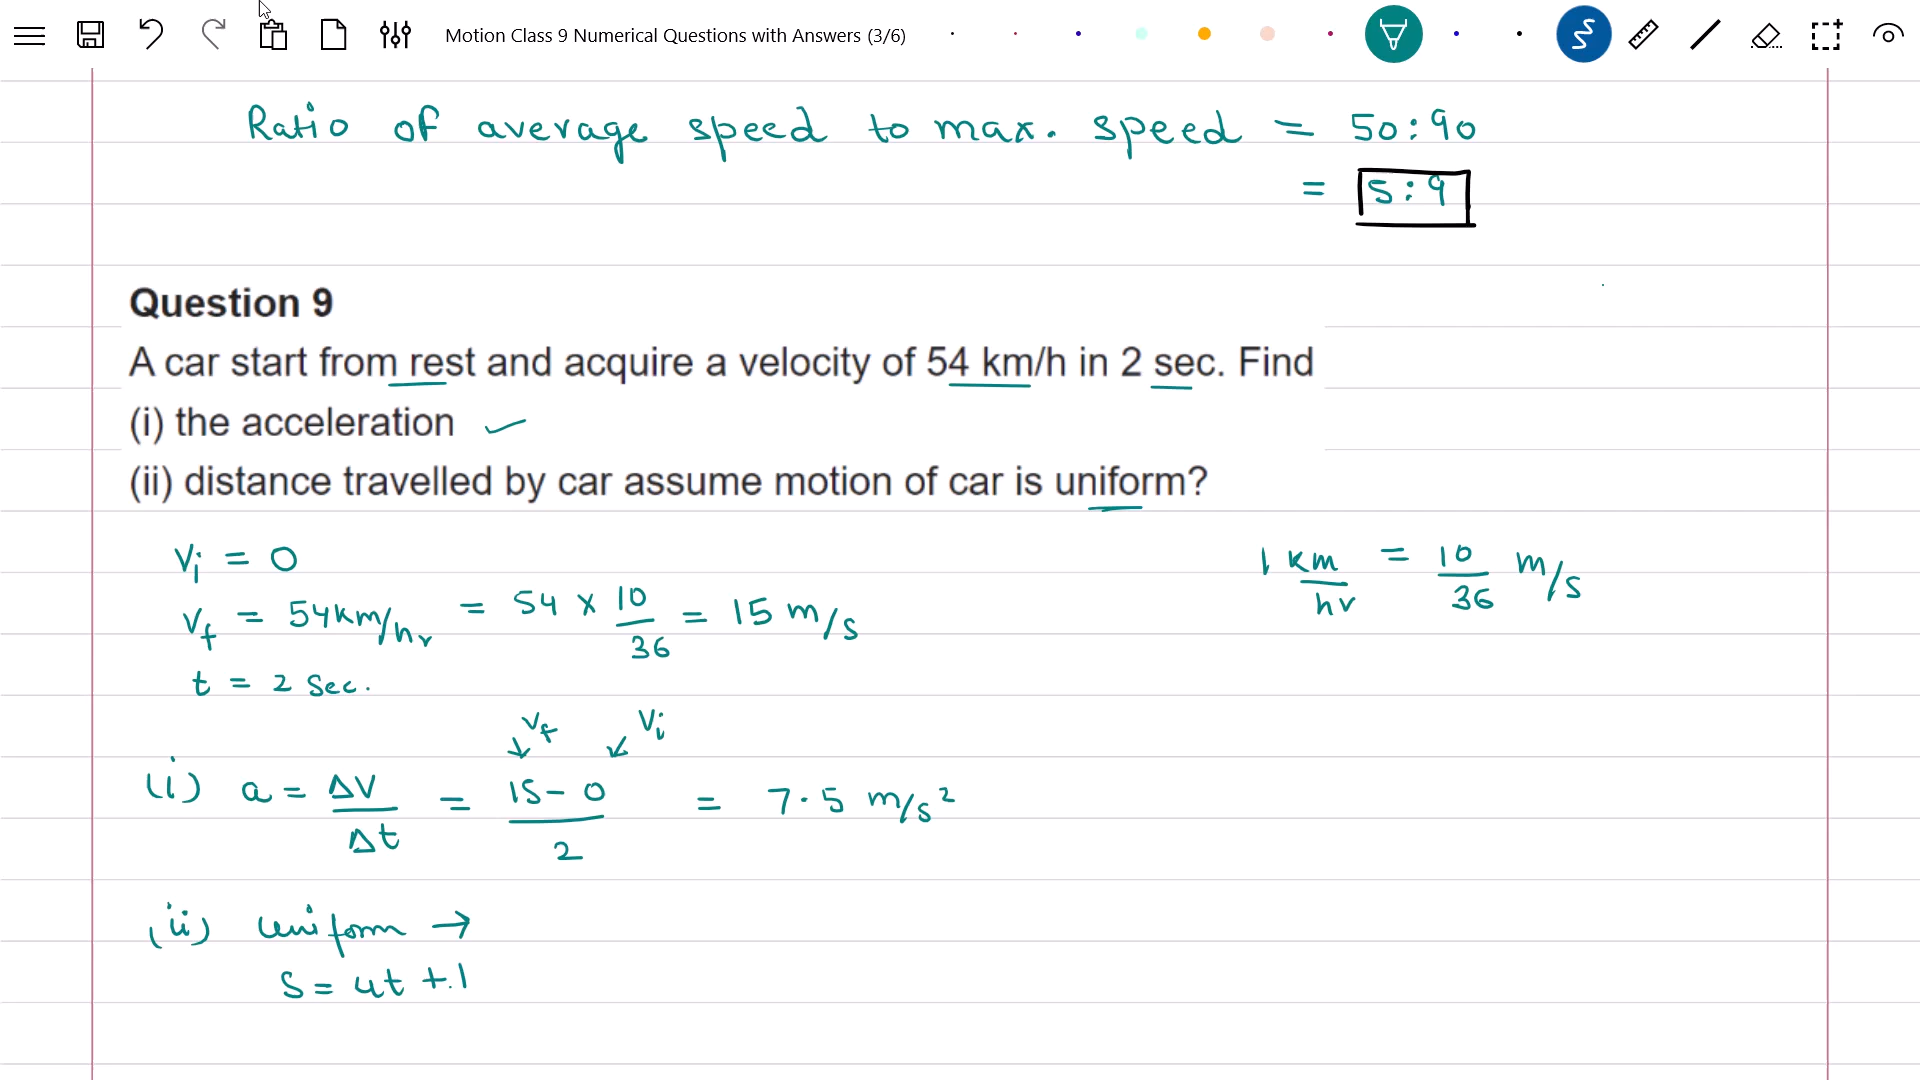 Motion Class 9 Numerical Questions with Answers (3/6)
Ratio of average speed to max. speed = 50:90
= 5:9
Question 9
A car start from rest and acquire a velocity of 54 km/h in 2 sec. Find
(i) the acceleration
(ii) distance travelled by car assume motion of car is uniform?
Vi = 0
1 km/hr = 10/36 m/s
Vf = 54km/hr = 54 × 10/36 = 15 m/s
t = 2 Sec.
Vf Vi
(i) a = ΔV/Δt = 15-0/2 = 7.5 m/s²
(ii) uniform →
S = ut + 1